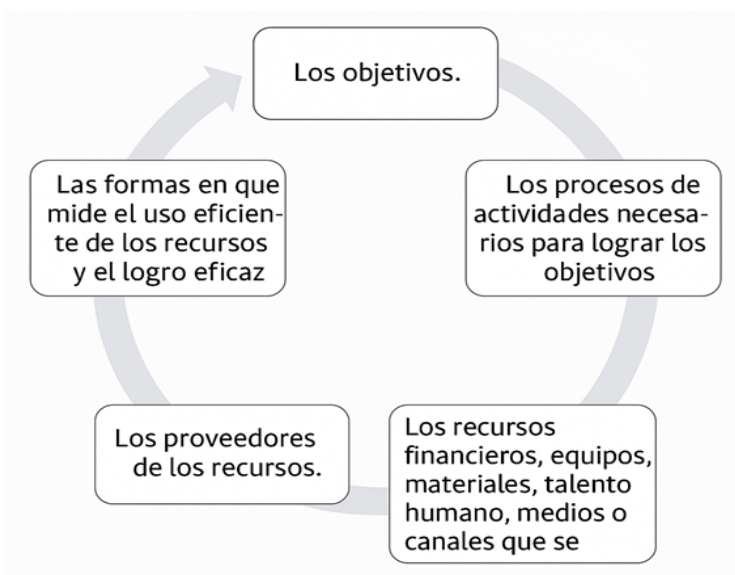 Los objetivos.
Los procesos de
actividades necesa-
rios para lograr los
objetivos
Los recursos
financieros, equipos,
materiales, talento
humano, medios o
canales que se
Los proveedores
de los recursos.
Las formas en que
mide el uso eficien-
te de los recursos
y el logro eficaz